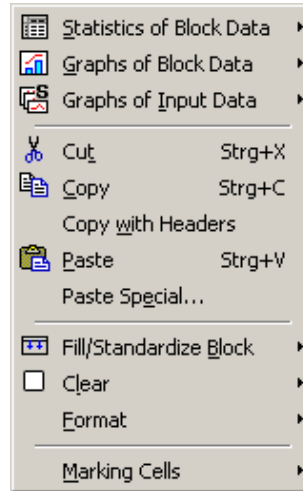 Statistics of Block Data
Graphs of Block Data
Graphs of Input Data
Cut Strg+X
Copy Strg+C
Copy with Headers
Paste Strg+V
Paste Special...
Fill/Standardize Block
Clear
Format
Marking Cells